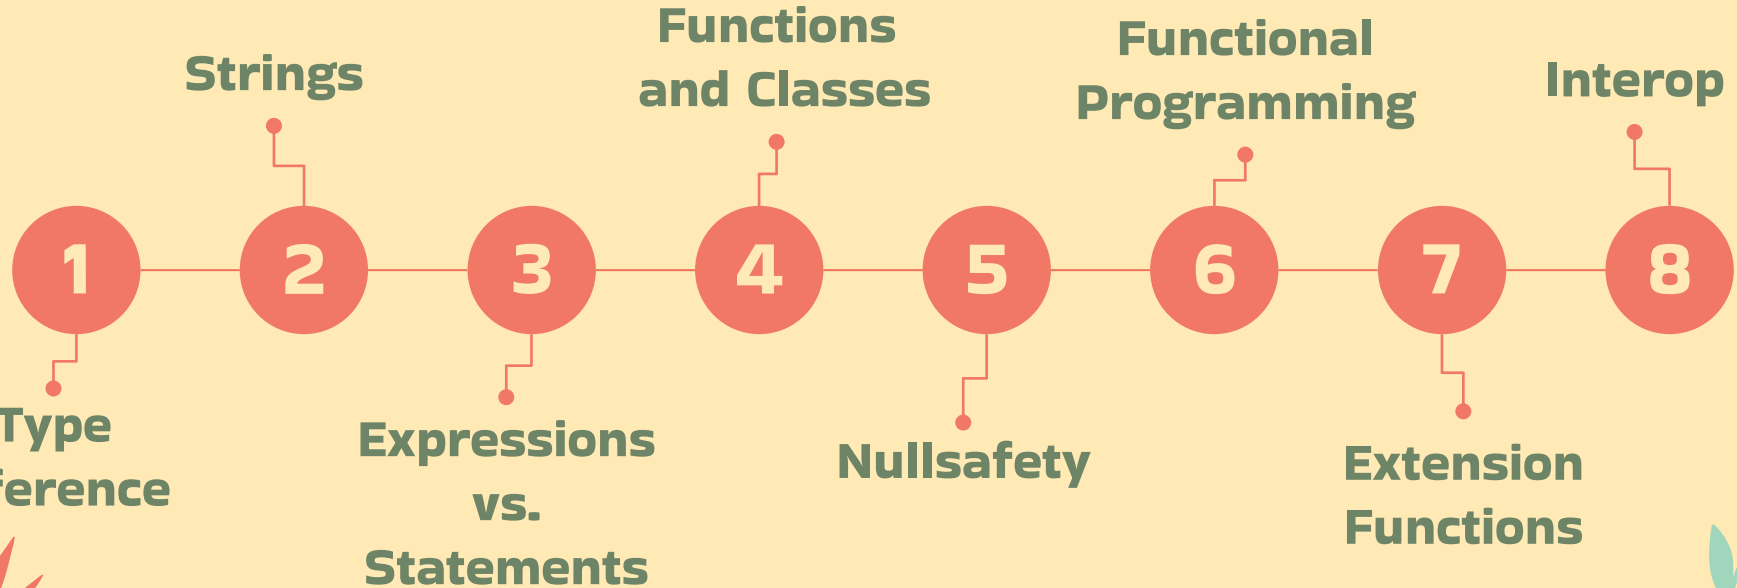 Functions
and Classes
Functional
Programming
Strings
Interop
1 2 3 4 5 6 7 8
Type
ference
Expressions
vs.
Statements
Nullsafety
Extension
Functions